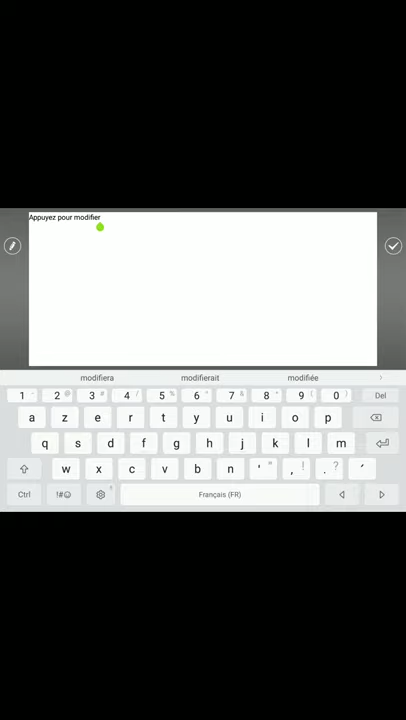 Appuyez pour modifier
modifiera modifierait modifiée
1 - 2 @ 3 # 4 / 5 % 6 ^ 7 & 8 * 9 ( 0 ) Del
a z e r t y u i o p
q s d f g h j k l m
w x c v b n ' " , ! . ? ´
Ctrl !#☺ Français (FR)